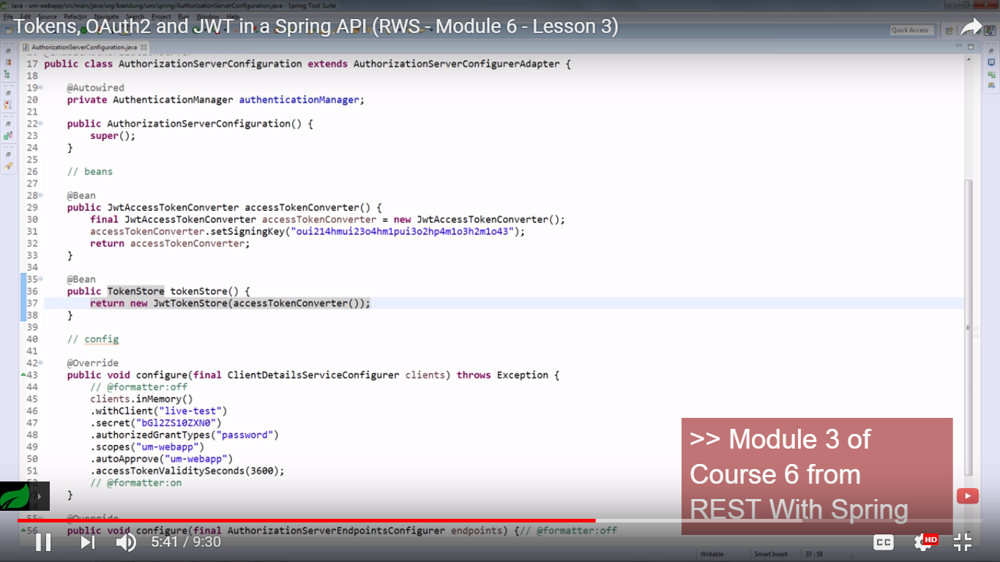 Java - um-webapp/src/main/java/org/baeldung/um/spring/AuthorizationServerConfiguration.java - Spring Tool Suite
File Edit Source Refactor Navigate Search Project Run Window Help
Tokens, OAuth2 and JWT in a Spring API (RWS - Module 6 - Lesson 3)
Quick Access
AuthorizationServerConfiguration.java
17 public class AuthorizationServerConfiguration extends AuthorizationServerConfigurerAdapter {
18
19 @Autowired
20 private AuthenticationManager authenticationManager;
21
22 public AuthorizationServerConfiguration() {
23 super();
24 }
25
26 // beans
27
28 @Bean
29 public JwtAccessTokenConverter accessTokenConverter() {
30 final JwtAccessTokenConverter accessTokenConverter = new JwtAccessTokenConverter();
31 accessTokenConverter.setSigningKey("oui214hmui23o4hm1pui3o2hp4m1o3h2m1o43");
32 return accessTokenConverter;
33 }
34
35 @Bean
36 public TokenStore tokenStore() {
37 return new JwtTokenStore(accessTokenConverter());
38 }
39
40 // config
41
42 @Override
43 public void configure(final ClientDetailsServiceConfigurer clients) throws Exception {
44 // @formatter:off
45 clients.inMemory()
46 .withClient("live-test")
47 .secret("bGl2ZS10ZXN0")
48 .authorizedGrantTypes("password")
49 .scopes("um-webapp")
50 .autoApprove("um-webapp")
51 .accessTokenValiditySeconds(3600);
52 // @formatter:on
53 }
54
55 @Override
56 public void configure(final AuthorizationServerEndpointsConfigurer endpoints) {// @formatter:off
>> Module 3 of
Course 6 from
REST With Spring
5:41 / 9:30
CC
HD
Writable
Smart Insert
37 : 58